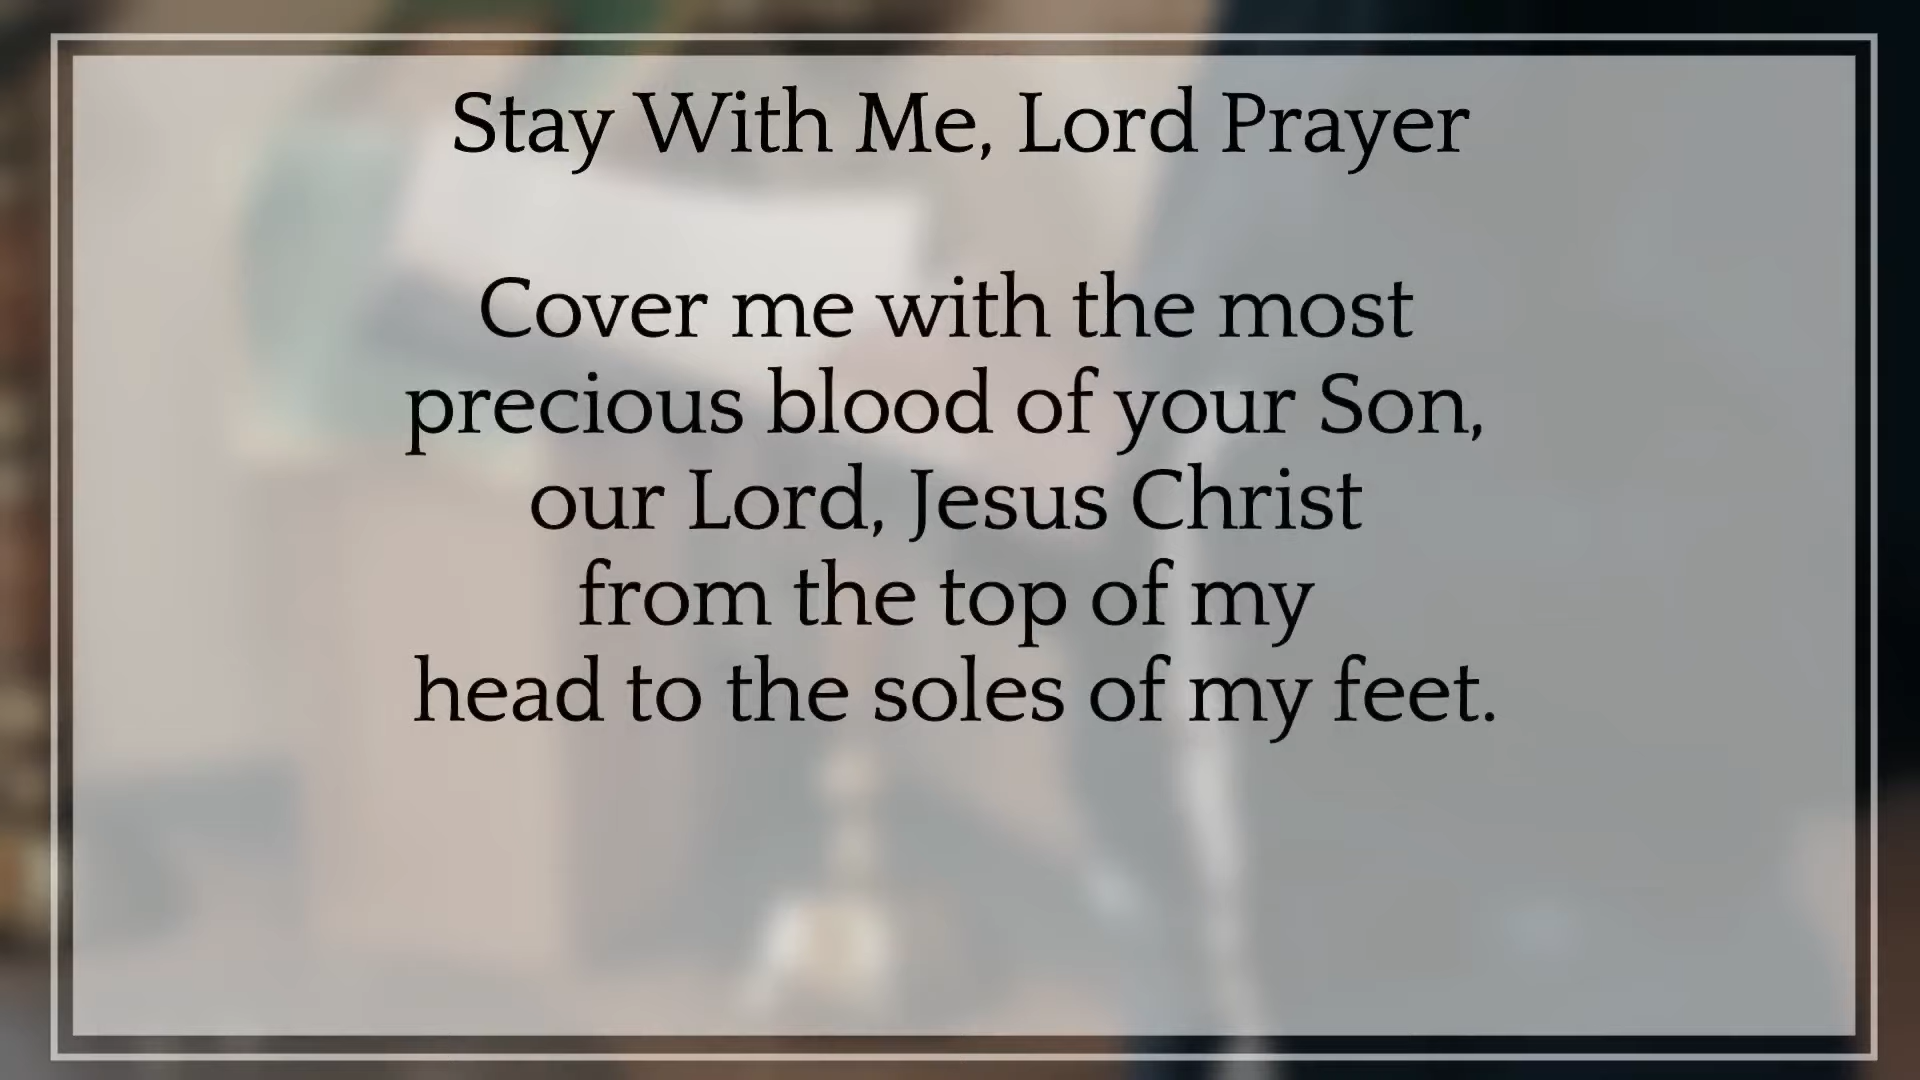 Stay With Me, Lord Prayer
Cover me with the most
precious blood of your Son,
our Lord, Jesus Christ
from the top of my
head to the soles of my feet.